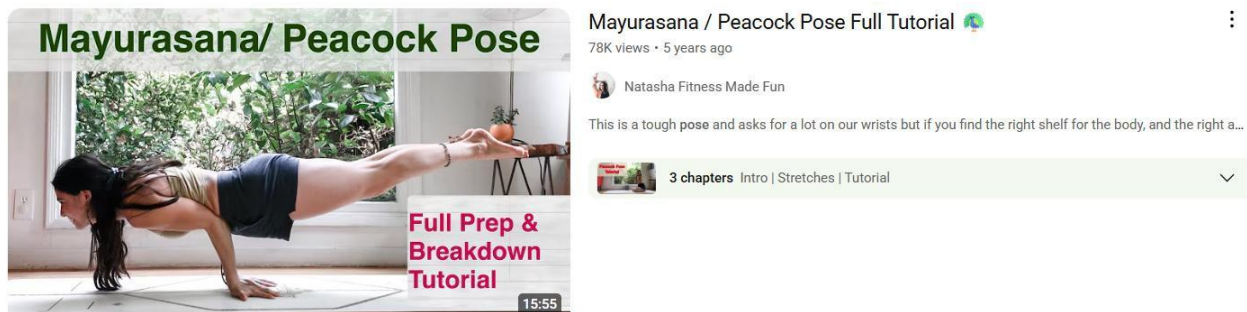 Mayurasana/ Peacock Pose
Full Prep &
Breakdown
Tutorial
15:55
Mayurasana / Peacock Pose Full Tutorial 🦚
78K views • 5 years ago
Natasha Fitness Made Fun
This is a tough pose and asks for a lot on our wrists but if you find the right shelf for the body, and the right a...
3 chapters Intro | Stretches | Tutorial